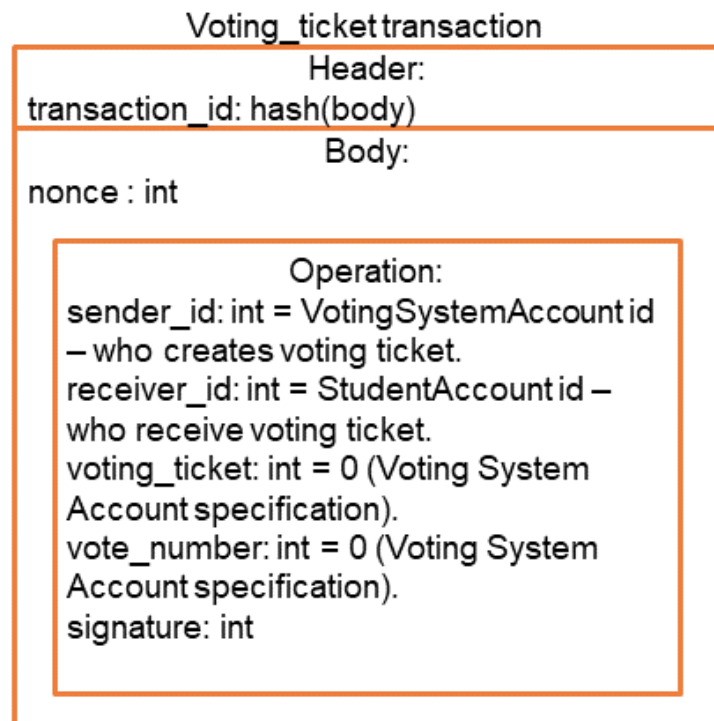 Voting_ticket transaction
Header:
transaction_id: hash(body)
Body:
nonce : int
Operation:
sender_id: int = VotingSystemAccount id
– who creates voting ticket.
receiver_id: int = StudentAccount id –
who receive voting ticket.
voting_ticket: int = 0 (Voting System
Account specification).
vote_number: int = 0 (Voting System
Account specification).
signature: int